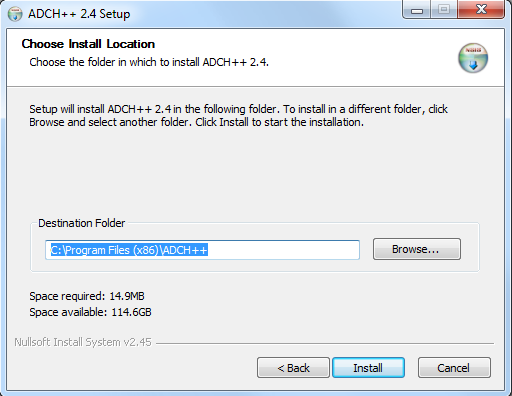 ADCH++ 2.4 Setup
Choose Install Location
Choose the folder in which to install ADCH++ 2.4.
Setup will install ADCH++ 2.4 in the following folder. To install in a different folder, click
Browse and select another folder. Click Install to start the installation.
Destination Folder
C:\Program Files (x86)\ADCH++
Browse...
Space required: 14.9MB
Space available: 114.6GB
Nullsoft Install System v2.45
< Back
Install
Cancel